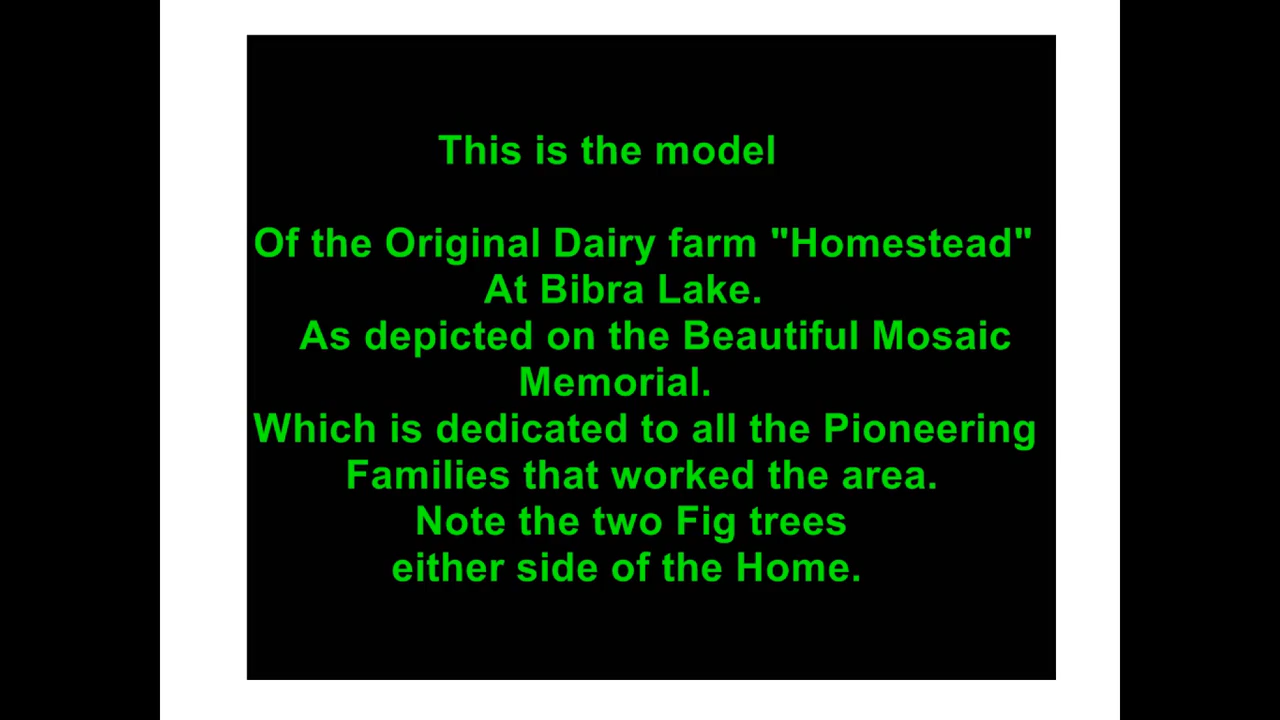 This is the model
Of the Original Dairy farm "Homestead"
At Bibra Lake.
As depicted on the Beautiful Mosaic
Memorial.
Which is dedicated to all the Pioneering
Families that worked the area.
Note the two Fig trees
either side of the Home.